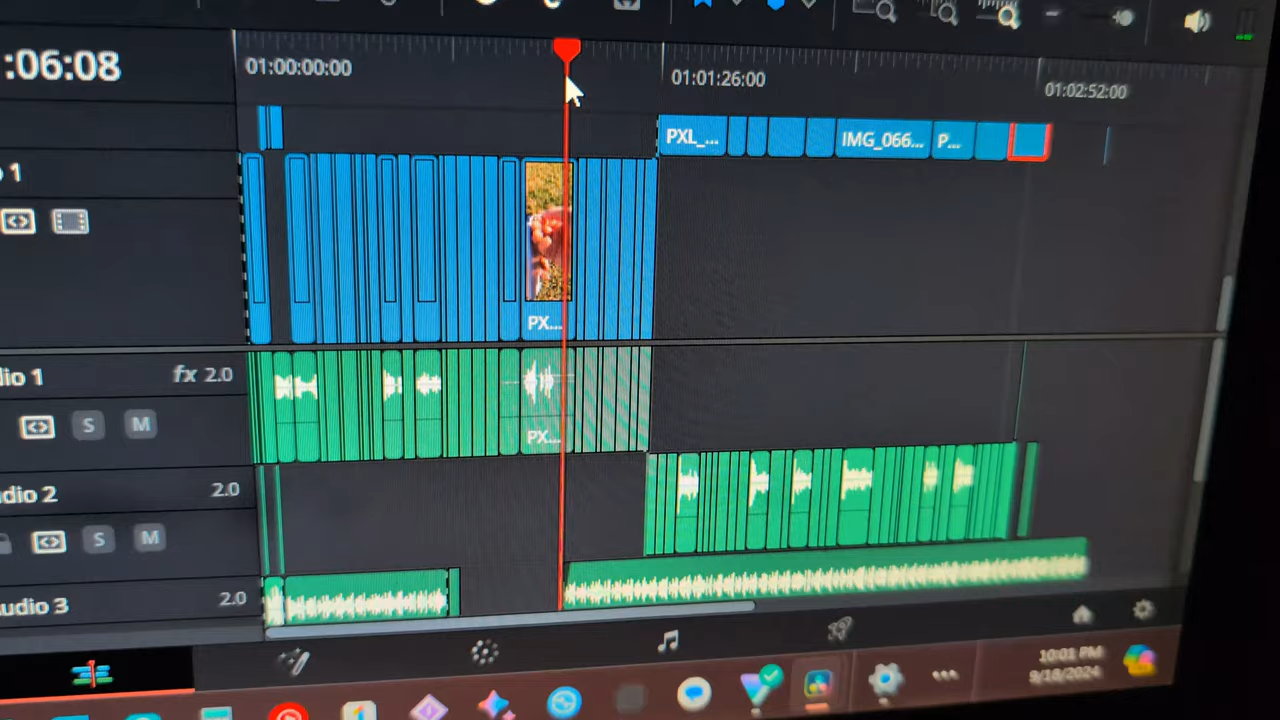 :06:08
01:00:00:00
01:01:26:00
01:02:52:00
PXL_...
IMG_066...
P...
1
PX...
dio 1
fx 2.0
S
M
PX...
dio 2
2.0
S
M
udio 3
2.0
10:01 PM
9/18/2024